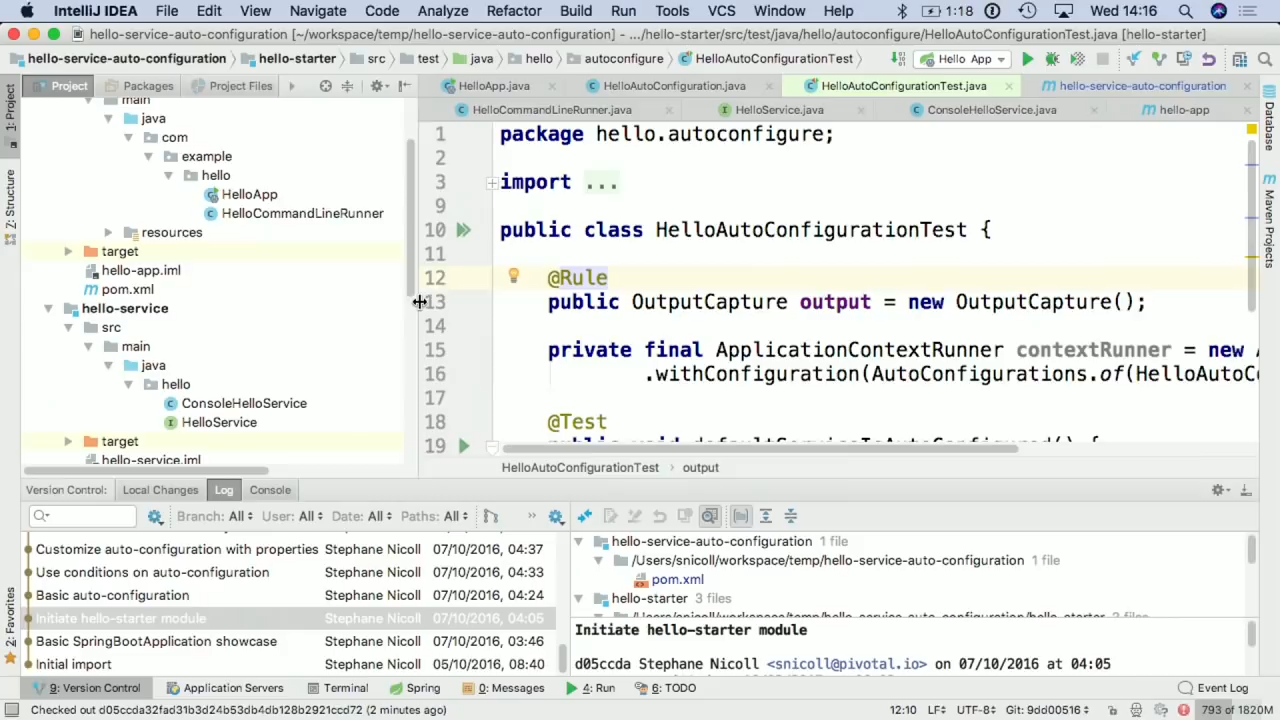 IntelliJ IDEA File Edit View Navigate Code Analyze Refactor Build Run Tools VCS Window Help 1:18 Wed 14:16
hello-service-auto-configuration [~/workspace/temp/hello-service-auto-configuration] - .../hello-starter/src/test/java/hello/autoconfigure/HelloAutoConfigurationTest.java [hello-starter]
hello-service-auto-configuration hello-starter src test java hello autoconfigure HelloAutoConfigurationTest Hello App
1: Project
Z: Structure
2: Favorites
Project Packages Project Files
main
java
com
example
hello
HelloApp
HelloCommandLineRunner
resources
target
hello-app.iml
pom.xml
hello-service
src
main
java
hello
ConsoleHelloService
HelloService
target
hello-service.iml
HelloApp.java HelloAutoConfiguration.java HelloAutoConfigurationTest.java hello-service-auto-configuration
HelloCommandLineRunner.java HelloService.java ConsoleHelloService.java hello-app
1 package hello.autoconfigure;
2
3 import ...
9
10 public class HelloAutoConfigurationTest {
11
12 @Rule
13 public OutputCapture output = new OutputCapture();
14
15 private final ApplicationContextRunner contextRunner = new
16 .withConfiguration(AutoConfigurations.of(HelloAutoCo
17
18 @Test
19 public void defaultServiceIsAutoConfigured() {
HelloAutoConfigurationTest output
Database
Maven Projects
Version Control: Local Changes Log Console
Branch: All User: All Date: All Paths: All
Customize auto-configuration with properties Stephane Nicoll 07/10/2016, 04:37
Use conditions on auto-configuration Stephane Nicoll 07/10/2016, 04:33
Basic auto-configuration Stephane Nicoll 07/10/2016, 04:24
Initiate hello-starter module Stephane Nicoll 07/10/2016, 04:05
Basic SpringBootApplication showcase Stephane Nicoll 07/10/2016, 03:46
Initial import Stephane Nicoll 05/10/2016, 08:40
hello-service-auto-configuration 1 file
/Users/snicoll/workspace/temp/hello-service-auto-configuration 1 file
pom.xml
hello-starter 3 files
/Users/snicoll/workspace/temp/hello-service-auto-configuration/hello-starter 3 files
Initiate hello-starter module
d05ccda Stephane Nicoll <snicoll@pivotal.io> on 07/10/2016 at 04:05
9: Version Control Application Servers Terminal Spring 0: Messages 4: Run 6: TODO Event Log
Checked out d05ccda32fad31b3d24b53db4db128b2921ccd72 (2 minutes ago) 12:10 LF UTF-8 Git: 9dd00516 793 of 1820M